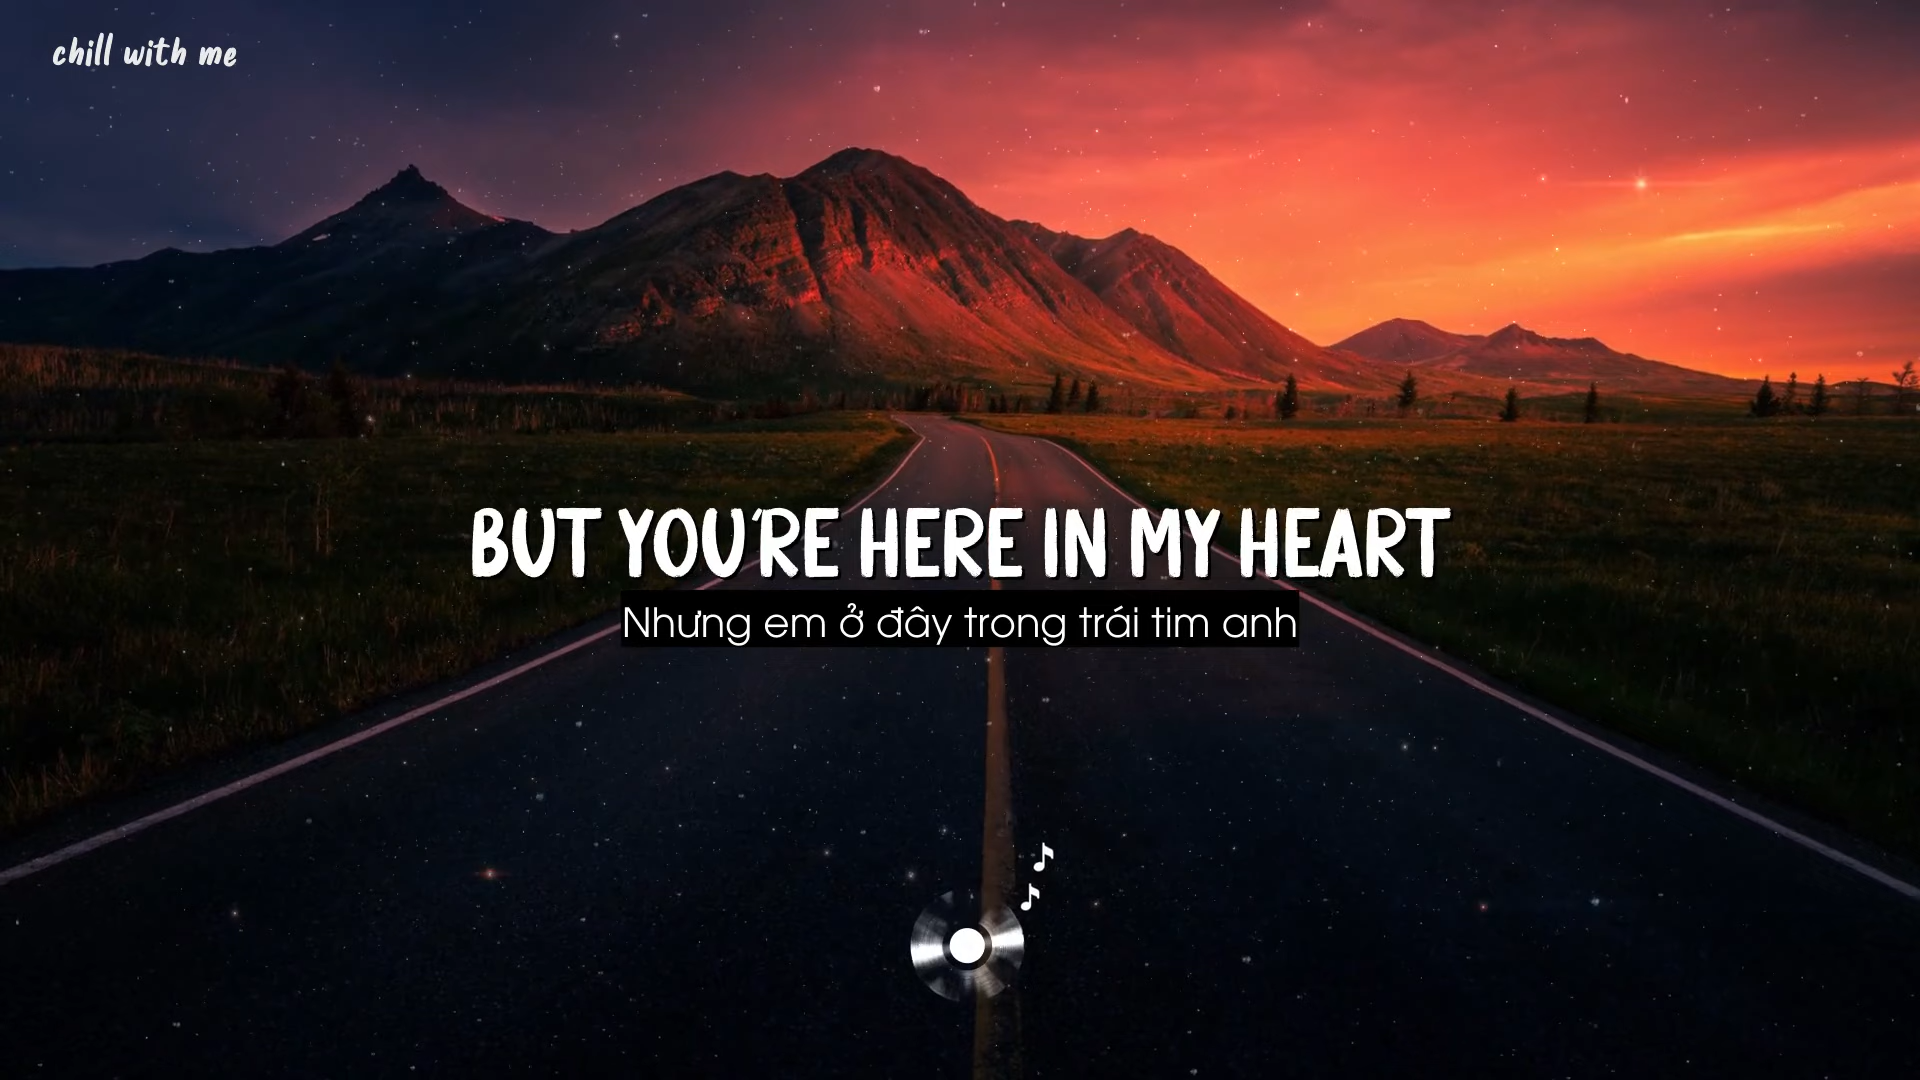 chill with me
BUT YOU'RE HERE IN MY HEART
Nhưng em ở đây trong trái tim anh